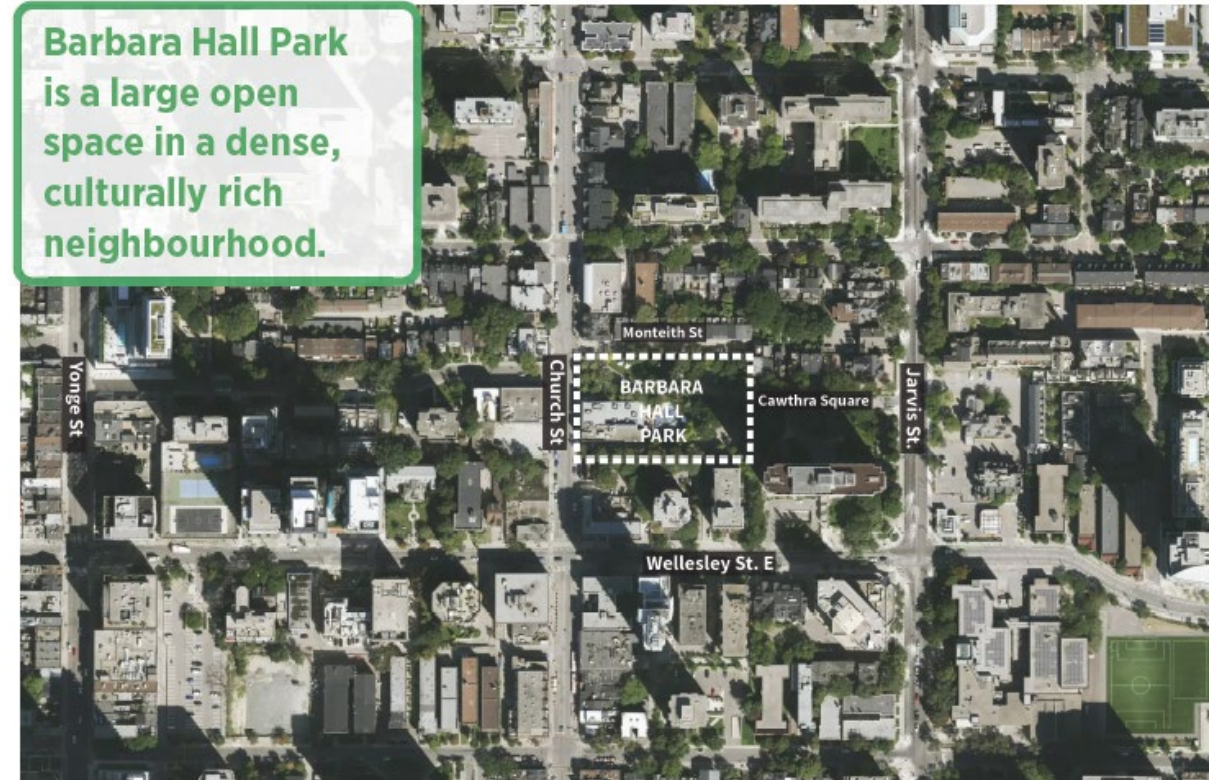 Barbara Hall Park
is a large open
space in a dense,
culturally rich
neighbourhood.
Monteith St
Yonge St
Church St
BARBARA
HALL
PARK
Cawthra Square
Jarvis St.
Wellesley St. E